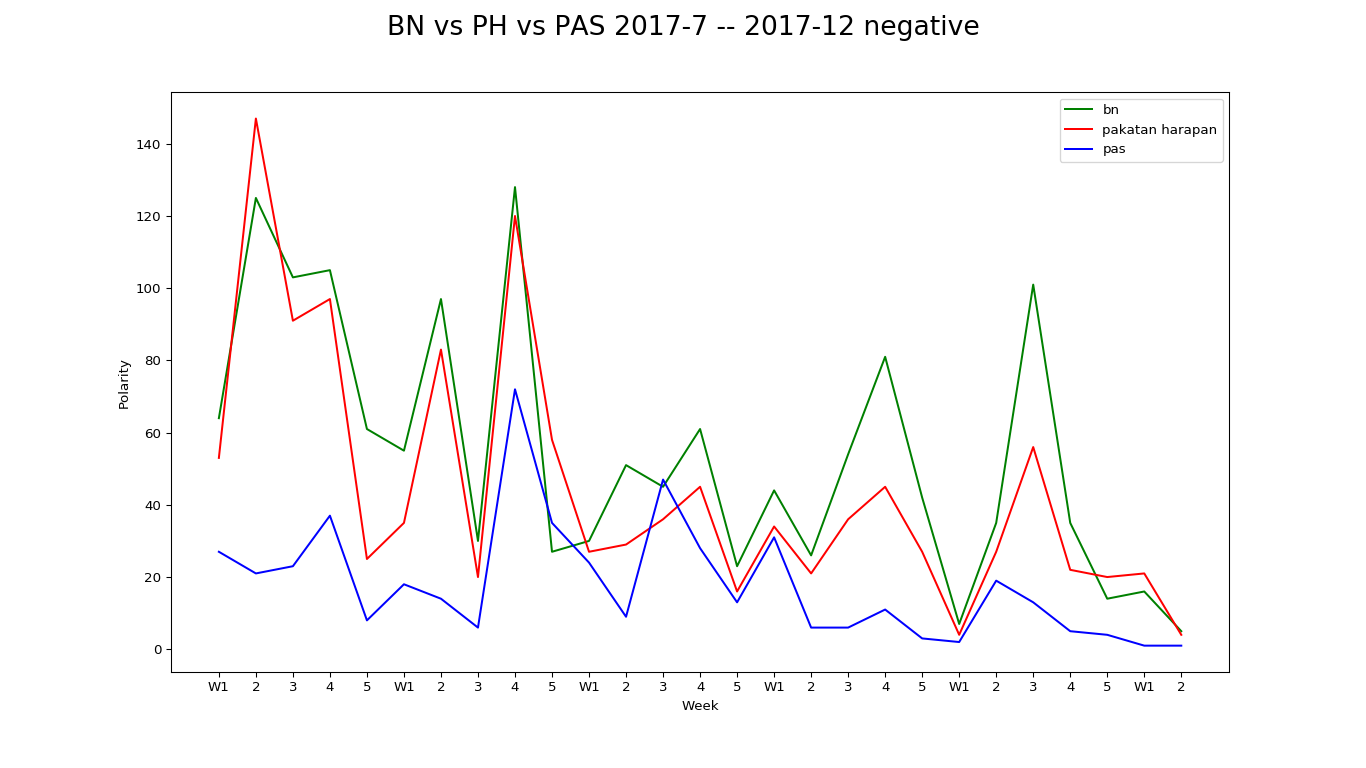 BN vs PH vs PAS 2017-7 -- 2017-12 negative
bn
pakatan harapan
pas
140
120
100
80
60
40
20
0
Polarity
W1 2 3 4 5 W1 2 3 4 5 W1 2 3 4 5 W1 2 3 4 5 W1 2 3 4 5 W1 2
Week